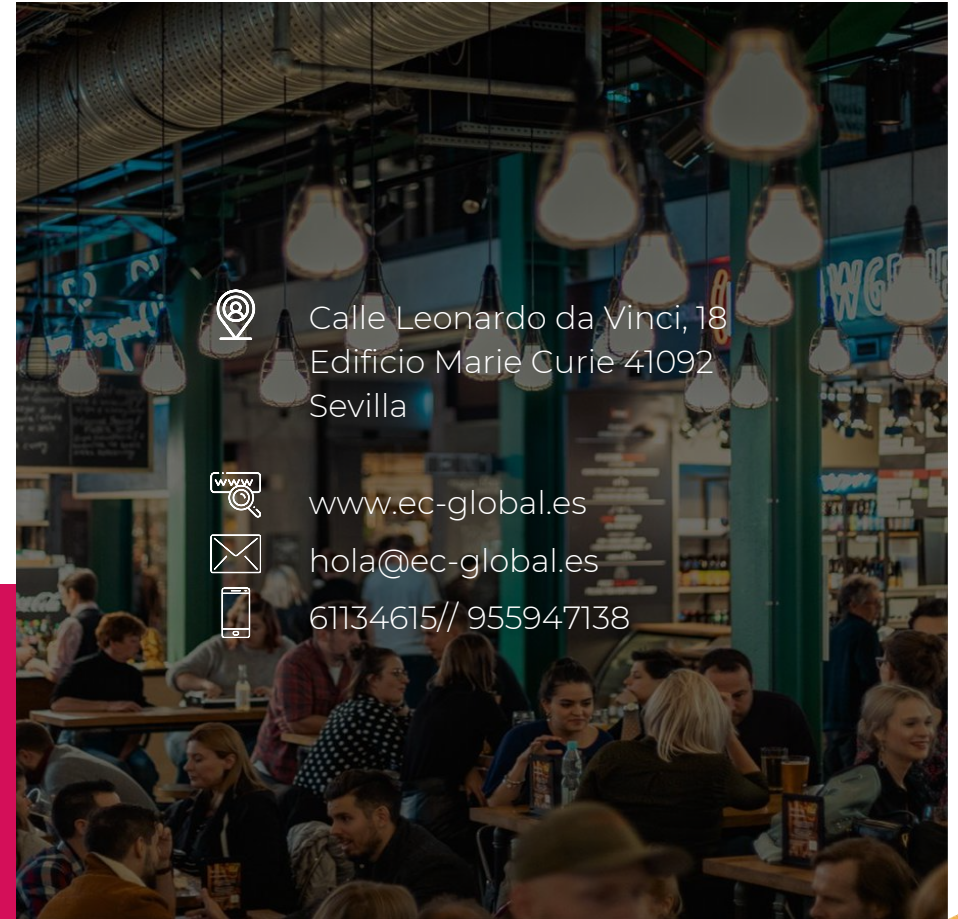 Calle Leonardo da Vinci, 18
Edificio Marie Curie 41092
Sevilla
www
www.ec-global.es
hola@ec-global.es
61134615// 955947138